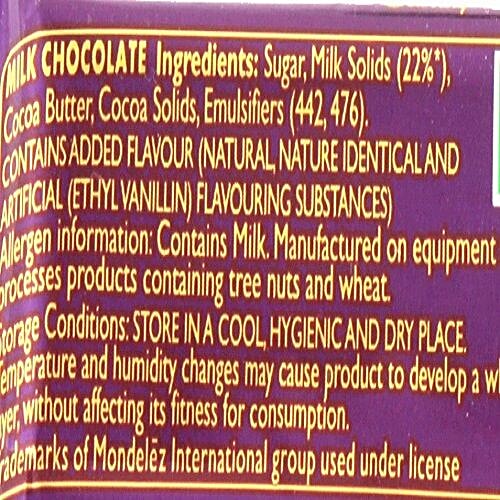 MILK CHOCOLATE Ingredients: Sugar, Milk Solids (22%*),
Cocoa Butter, Cocoa Solids, Emulsifiers (442, 476).
CONTAINS ADDED FLAVOUR (NATURAL, NATURE IDENTICAL AND
ARTIFICIAL (ETHYL VANILLIN) FLAVOURING SUBSTANCES)
Allergen information: Contains Milk. Manufactured on equipment
processes products containing tree nuts and wheat.
Storage Conditions: STORE IN A COOL, HYGIENIC AND DRY PLACE.
Temperature and humidity changes may cause product to develop a w
yer, without affecting its fitness for consumption.
rademarks of Mondelēz International group used under license